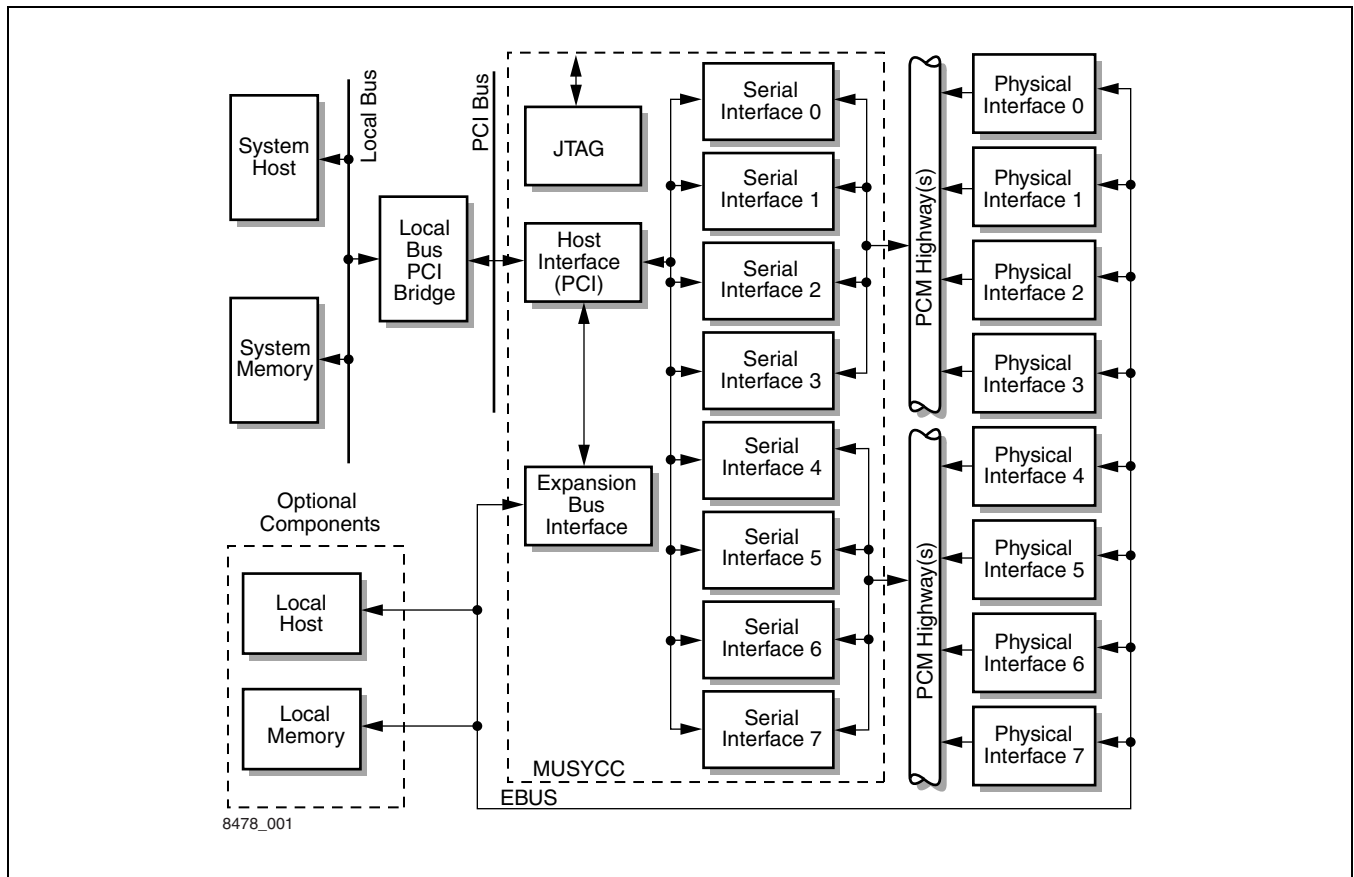 System
Host
System
Memory
Local Bus
Local
Bus
PCI
Bridge
PCI Bus
JTAG
Host
Interface
(PCI)
Expansion
Bus
Interface
Serial
Interface 0
Serial
Interface 1
Serial
Interface 2
Serial
Interface 3
Serial
Interface 4
Serial
Interface 5
Serial
Interface 6
Serial
Interface 7
PCM Highway(s)
PCM Highway(s)
Physical
Interface 0
Physical
Interface 1
Physical
Interface 2
Physical
Interface 3
Physical
Interface 4
Physical
Interface 5
Physical
Interface 6
Physical
Interface 7
Optional
Components
Local
Host
Local
Memory
MUSYCC
EBUS
8478_001